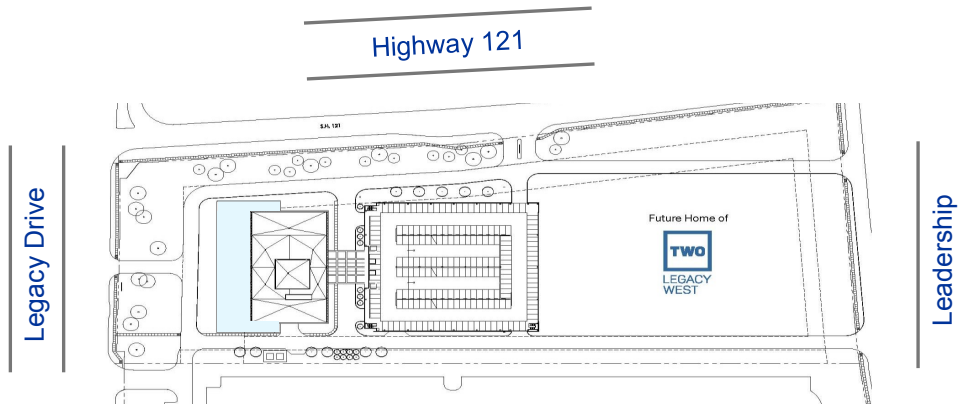 Highway 121
S.H. 121
Legacy Drive
Future Home of
TWO
LEGACY
WEST
Leadership